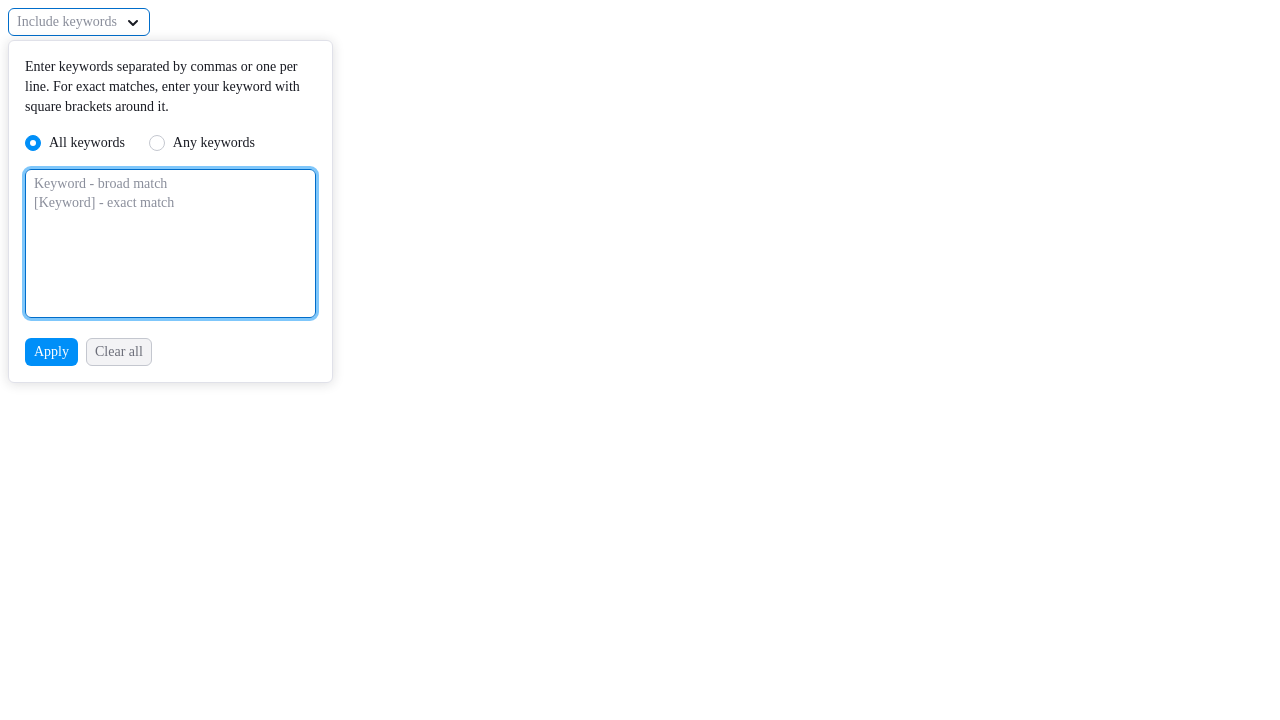 Include keywords
Enter keywords separated by commas or one per
line. For exact matches, enter your keyword with
square brackets around it.
All keywords Any keywords
Keyword - broad match
[Keyword] - exact match
Apply Clear all